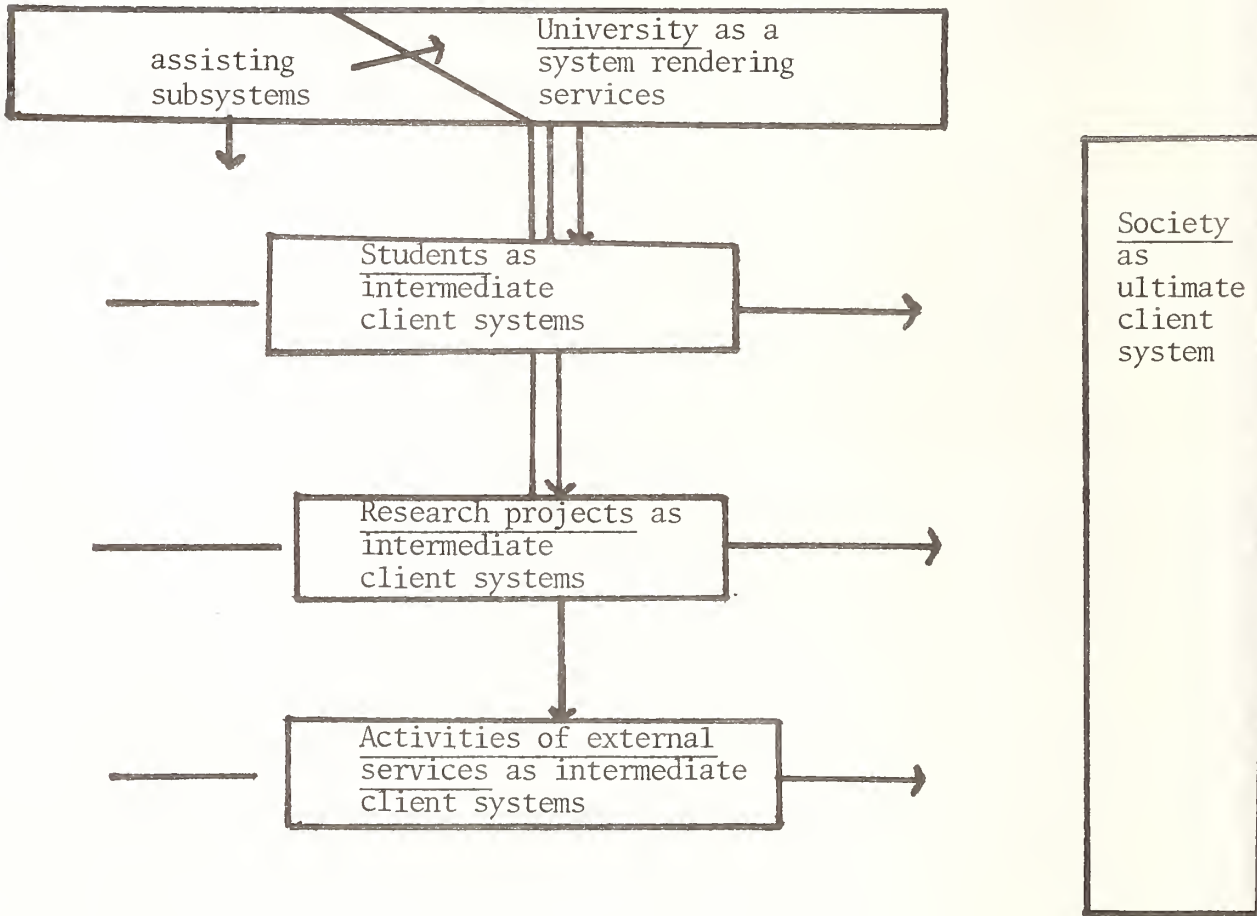 assisting
subsystems
University as a
system rendering
services
Students as
intermediate
client systems
Society
as
ultimate
client
system
Research projects as
intermediate
client systems
Activities of external
services as intermediate
client systems